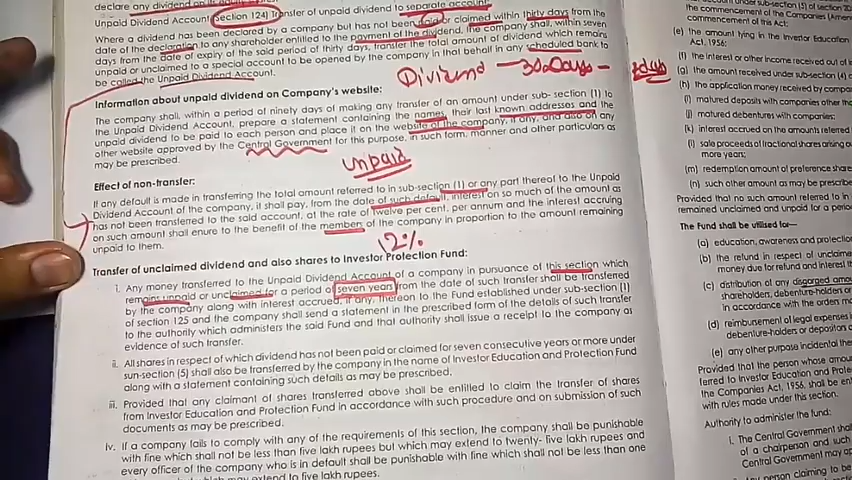 declare any dividend on its
Unpaid Dividend Account (Section 124) Transfer of unpaid dividend to separate account
Where a dividend has been declared by a company but has not been paid or claimed within thirty days from the
date of the declaration to any shareholder entitled to the payment of the dividend, the company shall, within seven
days from the date of expiry of the said period of thirty days, transfer the total amount of dividend which remains
unpaid or unclaimed to a special account to be opened by the company in that behalf in any scheduled bank to
be called the Unpaid Dividend Account.
Dividend — 30 Days —
Information about unpaid dividend on Company's website:
The company shall, within a period of ninety days of making any transfer of an amount under sub- section (1) to
the Unpaid Dividend Account, prepare a statement containing the names, their last known addresses and the
unpaid dividend to be paid to each person and place it on the website of the company, if any, and also on any
other website approved by the Central Government for this purpose, in such form, manner and other particulars as
may be prescribed.
unpaid
Effect of non-transfer:
If any default is made in transferring the total amount referred to in sub-section (1) or any part thereof to the Unpaid
Dividend Account of the company, it shall pay, from the date of such default, interest on so much of the amount as
has not been transferred to the said account, at the rate of twelve per cent. per annum and the interest accruing
on such amount shall enure to the benefit of the members of the company in proportion to the amount remaining
unpaid to them.
12%
Transfer of unclaimed dividend and also shares to Investor Protection Fund:
i. Any money transferred to the Unpaid Dividend Account of a company in pursuance of this section which
remains unpaid or unclaimed for a period of seven years from the date of such transfer shall be transferred
by the company along with interest accrued, if any, thereon to the Fund established under sub-section (1)
of section 125 and the company shall send a statement in the prescribed form of the details of such transfer
to the authority which administers the said Fund and that authority shall issue a receipt to the company as
evidence of such transfer.
ii. All shares in respect of which dividend has not been paid or claimed for seven consecutive years or more under
sun-section (5) shall also be transferred by the company in the name of Investor Education and Protection Fund
along with a statement containing such details as may be prescribed.
iii. Provided that any claimant of shares transferred above shall be entitled to claim the transfer of shares
from Investor Education and Protection Fund in accordance with such procedure and on submission of such
documents as may be prescribed.
iv. If a company fails to comply with any of the requirements of this section, the company shall be punishable
with fine which shall not be less than five lakh rupees but which may extend to twenty- five lakh rupees and
every officer of the company who is in default shall be punishable with fine which shall not be less than one
may extend to five lakh rupees.
the commencement of the Companies (Amen
commencement of this Act;
(e) the amount lying in the Investor Education
Act, 1956;
(f) the interest or other income received out of
(g) the amount received under sub-section (4) o
(h) the application money received by compa
(i) matured deposits with companies other tha
(j) matured debentures with companies:
(k) interest accrued on the amounts referred
(l) sale proceeds of fractional shares arising
more years;
(m) redemption amount of preference share
(n) such other amount as may be prescribe
Provided that no such amount referred to
remained unclaimed and unpaid for a perio
The Fund shall be utilised for-
(a) education, awareness and protection
(b) the refund in respect of unclaimed
money due for refund and interest th
(c) distribution of any disgorged amou
shareholders, debenture-holders or
in accordance with the orders m
(d) reimbursement of legal expenses i
debenture-holders or depositors
(e) any other purpose incidental there
Provided that the person whose amou
ferred to Investor Education and Prote
the Companies Act, 1956, shall be en
with rules made under this section.
Authority to administer the fund:
i. The Central Government shall
of a chairperson and such
Central Government may ap